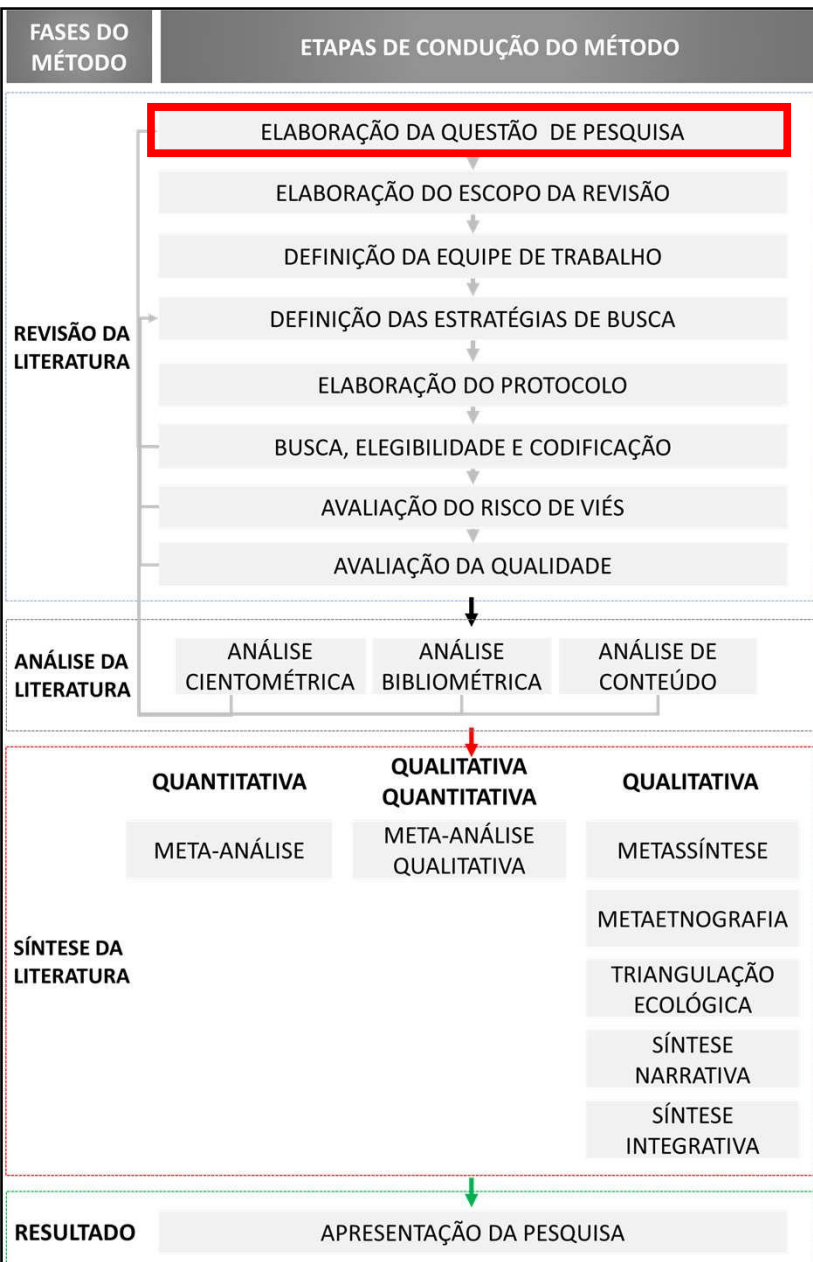 FASES DO
MÉTODO
ETAPAS DE CONDUÇÃO DO MÉTODO
ELABORAÇÃO DA QUESTÃO DE PESQUISA
ELABORAÇÃO DO ESCOPO DA REVISÃO
DEFINIÇÃO DA EQUIPE DE TRABALHO
REVISÃO DA
LITERATURA
DEFINIÇÃO DAS ESTRATÉGIAS DE BUSCA
ELABORAÇÃO DO PROTOCOLO
BUSCA, ELEGIBILIDADE E CODIFICAÇÃO
AVALIAÇÃO DO RISCO DE VIÉS
AVALIAÇÃO DA QUALIDADE
ANÁLISE DA
LITERATURA
ANÁLISE
CIENTOMÉTRICA
ANÁLISE
BIBLIOMÉTRICA
ANÁLISE DE
CONTEÚDO
SÍNTESE DA
LITERATURA
QUANTITATIVA
META-ANÁLISE
QUALITATIVA
QUANTITATIVA
META-ANÁLISE
QUALITATIVA
QUALITATIVA
METASSÍNTESE
METAETNOGRAFIA
TRIANGULAÇÃO
ECOLÓGICA
SÍNTESE
NARRATIVA
SÍNTESE
INTEGRATIVA
RESULTADO
APRESENTAÇÃO DA PESQUISA